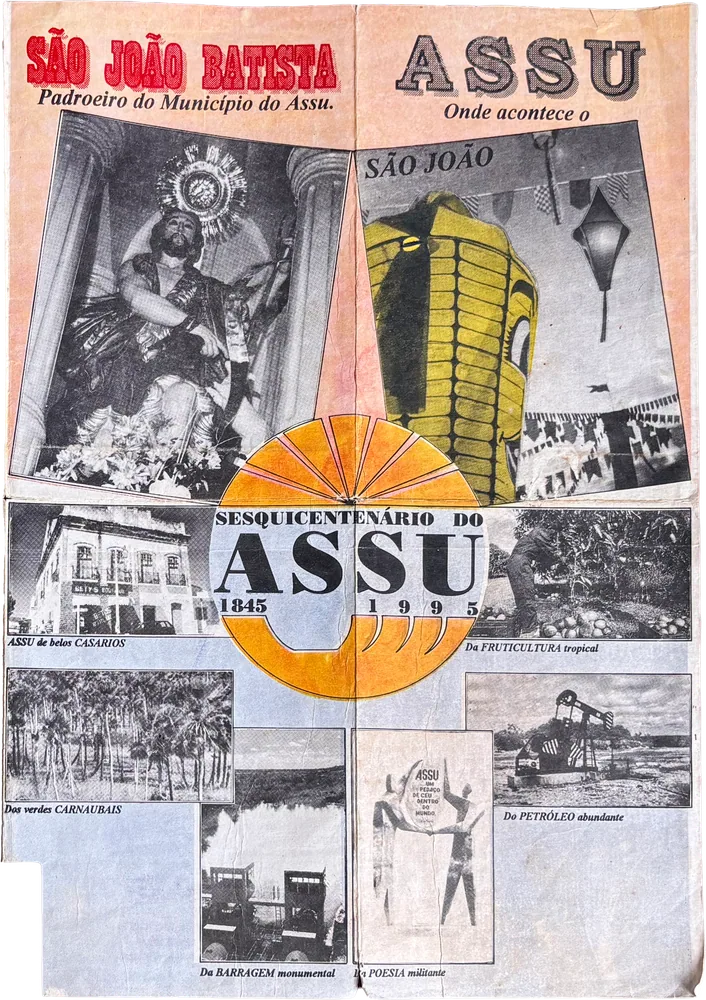 SÃO JOÃO BATISTA
Padroeiro do Município do Assu.
ASSU
Onde acontece o
SÃO JOÃO
SESQUICENTENÁRIO DO
ASSU
1845 1995
ASSU de belos CASARIOS
Da FRUTICULTURA tropical
Dos verdes CARNAUBAIS
Do PETRÓLEO abundante
ASSU
UM
PEDAÇO
DE CÉU
DENTRO
DO
MUNDO.
Da BARRAGEM monumental
Da POESIA militante